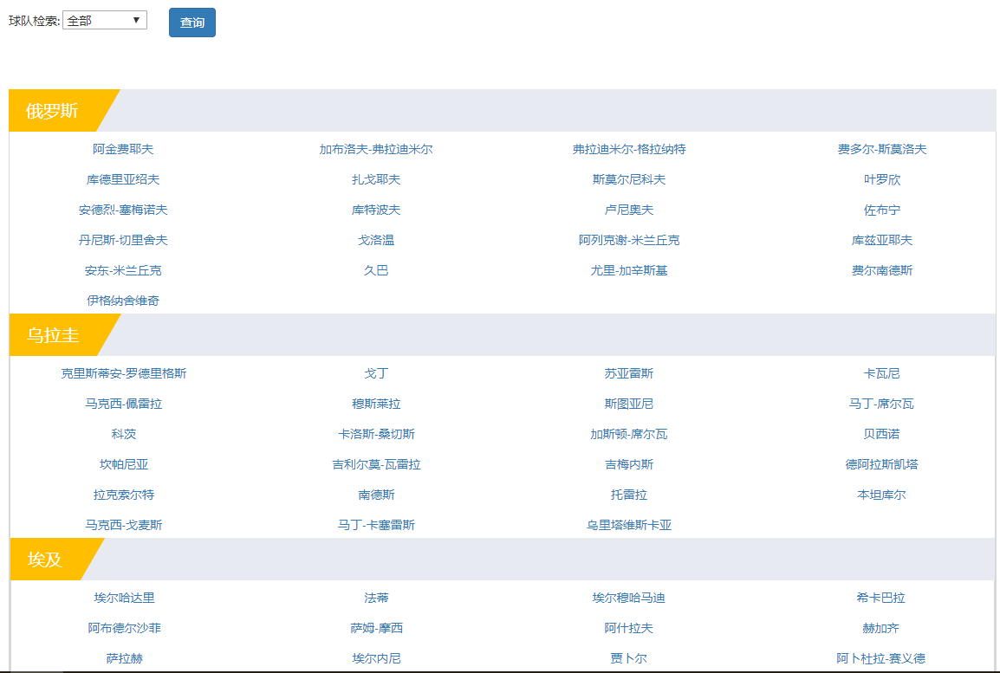 球队检索: 全部 查询
俄罗斯
阿金费耶夫 加布洛夫-弗拉迪米尔 弗拉迪米尔-格拉纳特 费多尔-斯莫洛夫
库德里亚绍夫 扎戈耶夫 斯莫尔尼科夫 叶罗欣
安德烈-塞梅诺夫 库特波夫 卢尼奥夫 佐布宁
丹尼斯-切里舍夫 戈洛温 阿列克谢-米兰丘克 库兹亚耶夫
安东-米兰丘克 久巴 尤里-加辛斯基 费尔南德斯
伊格纳舍维奇
乌拉圭
克里斯蒂安-罗德里格斯 戈丁 苏亚雷斯 卡瓦尼
马克西-佩雷拉 穆斯莱拉 斯图亚尼 马丁-席尔瓦
科茨 卡洛斯-桑切斯 加斯顿-席尔瓦 贝西诺
坎帕尼亚 吉利尔莫-瓦雷拉 吉梅内斯 德阿拉斯凯塔
拉克索尔特 南德斯 托雷拉 本坦库尔
马克西-戈麦斯 马丁-卡塞雷斯 乌里塔维斯卡亚
埃及
埃尔哈达里 法蒂 埃尔穆哈马迪 希卡巴拉
阿布德尔沙菲 萨姆-摩西 阿什拉夫 赫加齐
萨拉赫 埃尔内尼 贾卜尔 阿卜杜拉-赛义德